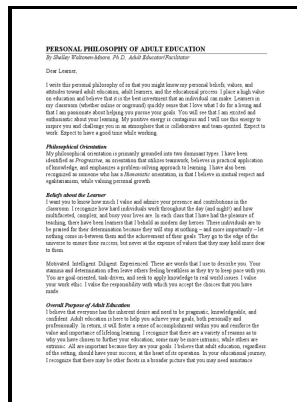 PERSONAL PHILOSOPHY OF ADULT EDUCATION
By Shelley Walters-Moore, Ph.D., Adult Educator/Facilitator
Dear Learner,
I write this personal philosophy of so that you might know my personal beliefs, values, and
attitudes toward adult education, adult learners, and the educational process. I place a high value
on education and believe that it is the best investment that an individual can make. Learners in
my classroom (whether online or onground) quickly sense that I love what I do for a living and
that I am passionate about helping you pursue your goals. You will see that I am excited and
enthusiastic about your learning. My positive energy is contagious and I will use this energy to
inspire you and challenge you in an atmosphere that is collaborative and team-spirited. Expect to
work. Expect to have a good time while working.
Philosophical Orientation
My philosophical orientation is primarily grounded into two dominant types. I have been
identified as Progressive, an orientation that utilizes teamwork, believes in practical application
of knowledge, and emphasizes a problem solving approach to learning. I have also been
recognized as someone who has a Humanistic orientation, in that I believe in mutual respect and
egalitarianism, while valuing personal growth.
Beliefs about the Learner
I want you to know how much I value and admire your presence and contributions in the
classroom. I recognize how hard individuals work throughout the day (and night!) and how
multifaceted, complex, and busy your lives are. In each class that I have had the pleasure of
teaching, there have been learners that I behold as modern day heroes. These individuals are to
be praised for their determination because they will stop at nothing – and more importantly – let
nothing come in-between them and the achievement of their goals. They go to the edge of the
universe to ensure their success, but never at the expense of values that they may hold more dear
to them.
Motivated. Intelligent. Diligent. Experienced. These are words that I use to describe you. Your
stamina and determination often leave others feeling breathless as they try to keep pace with you.
You are goal oriented, task-driven, and seek to apply knowledge to real world issues. I value
your work ethic. I value the responsibility with which you accept the choices that you have
made.
Overall Purpose of Adult Education
I believe that everyone has the inherent desire and need to be pragmatic, knowledgeable, and
confident. Adult education is here to help you achieve your goals, both personally and
professionally. In return, it will foster a sense of accomplishment within you and reinforce the
value and importance of lifelong learning. I recognize that there are a variety of reasons as to
why you have chosen to further your education; some may be more intrinsic, while others are
extrinsic. All are important because they are your goals. I believe that adult education, regardless
of the setting, should have your success, at the heart of its operation. In your educational journey,
I recognize that there may be other facets in a broader picture that you may need assistance